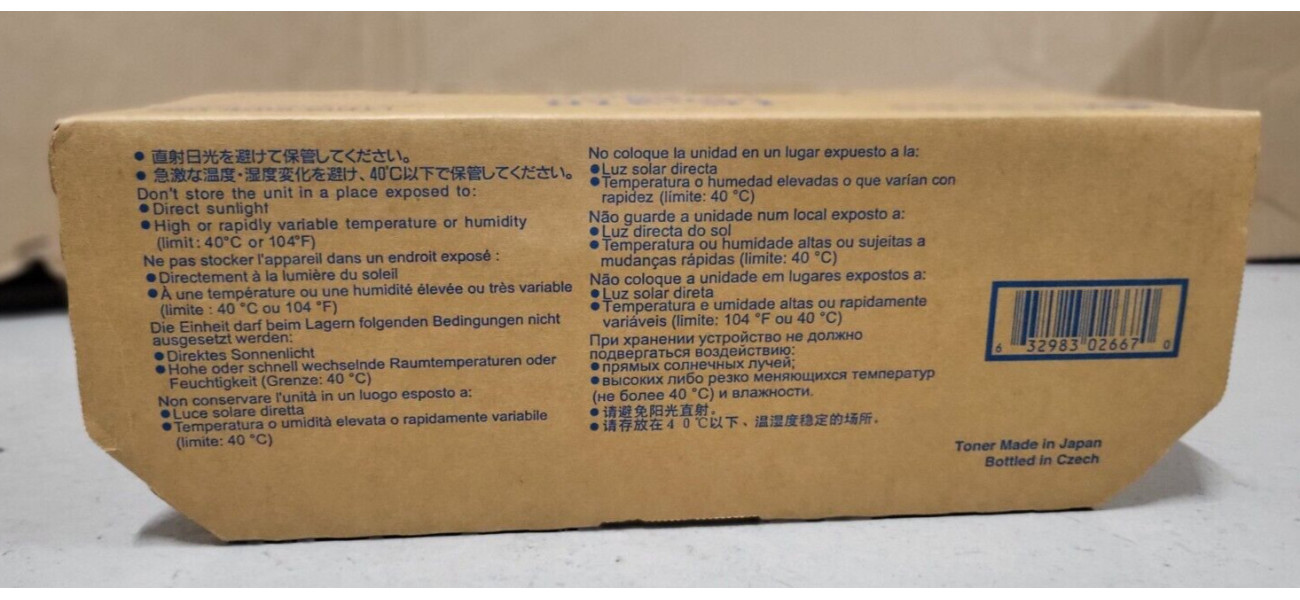 ● 直射日光を避けて保管してください。
● 急激な温度・湿度変化を避け、40℃以下で保管してください。
Don't store the unit in a place exposed to:
● Direct sunlight
● High or rapidly variable temperature or humidity
(limit: 40°C or 104°F)
Ne pas stocker l'appareil dans un endroit exposé :
● Directement à la lumière du soleil
● À une température ou une humidité élevée ou très variable
(limite : 40 °C ou 104 °F)
Die Einheit darf beim Lagern folgenden Bedingungen nicht
ausgesetzt werden:
● Direktes Sonnenlicht
● Hohe oder schnell wechselnde Raumtemperaturen oder
Feuchtigkeit (Grenze: 40 °C)
Non conservare l'unità in un luogo esposto a:
● Luce solare diretta
● Temperatura o umidità elevata o rapidamente variabile
(limite: 40 °C)
No coloque la unidad en un lugar expuesto a la:
● Luz solar directa
● Temperatura o humedad elevadas o que varían con
rapidez (límite: 40 °C)
Não guarde a unidade num local exposto a:
● Luz directa do sol
● Temperatura ou humidade altas ou sujeitas a
mudanças rápidas (limite: 40 °C)
Não coloque a unidade em lugares expostos a:
● Luz solar direta
● Temperatura e umidade altas ou rapidamente
variáveis (limite: 104 °F ou 40 °C)
При хранении устройство не должно
подвергаться воздействию:
● прямых солнечных лучей;
● высоких либо резко меняющихся температур
(не более 40 °C) и влажности.
● 请避免阳光直射。
● 请存放在40℃以下、温湿度稳定的场所。
6 32983 02667 0
Toner Made in Japan
Bottled in Czech